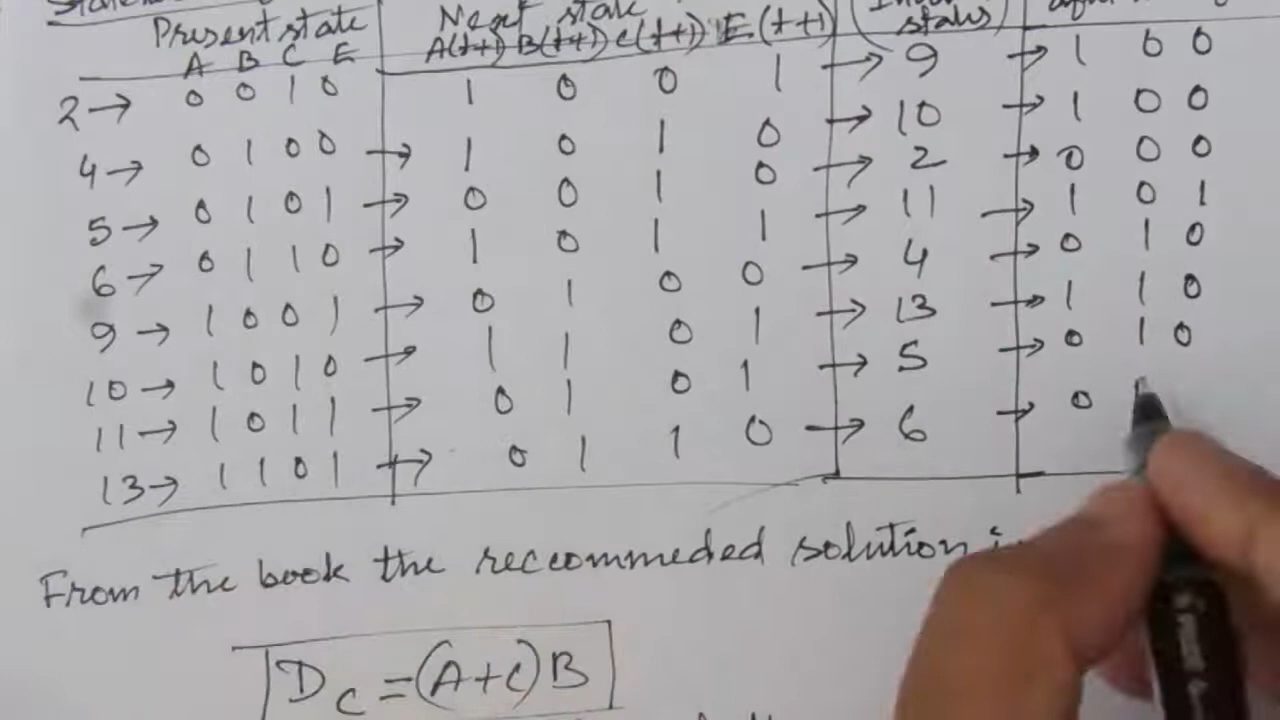 Present state Next state
A B C E A(t+1) B(t+1) C(t+1) E(t+1) states)
2→ 0 0 1 0 1 0 0 1 → 9 → 1 0 0
4→ 0 1 0 0 → 1 0 1 0 → 10 → 1 0 0
5→ 0 1 0 1 → 0 0 1 0 → 2 → 0 0 0
6→ 0 1 1 0 → 1 0 1 1 → 11 → 1 0 1
9→ 1 0 0 1 → 0 1 0 0 → 4 → 0 1 0
10→ 1 0 1 0 → 1 1 0 1 → 13 → 1 1 0
11→ 1 0 1 1 → 0 1 0 1 → 5 → 0 1 0
13→ 1 1 0 1 → 0 1 1 0 → 6 → 0 1
From the book the reccommeded solution
D_C = (A+C)B